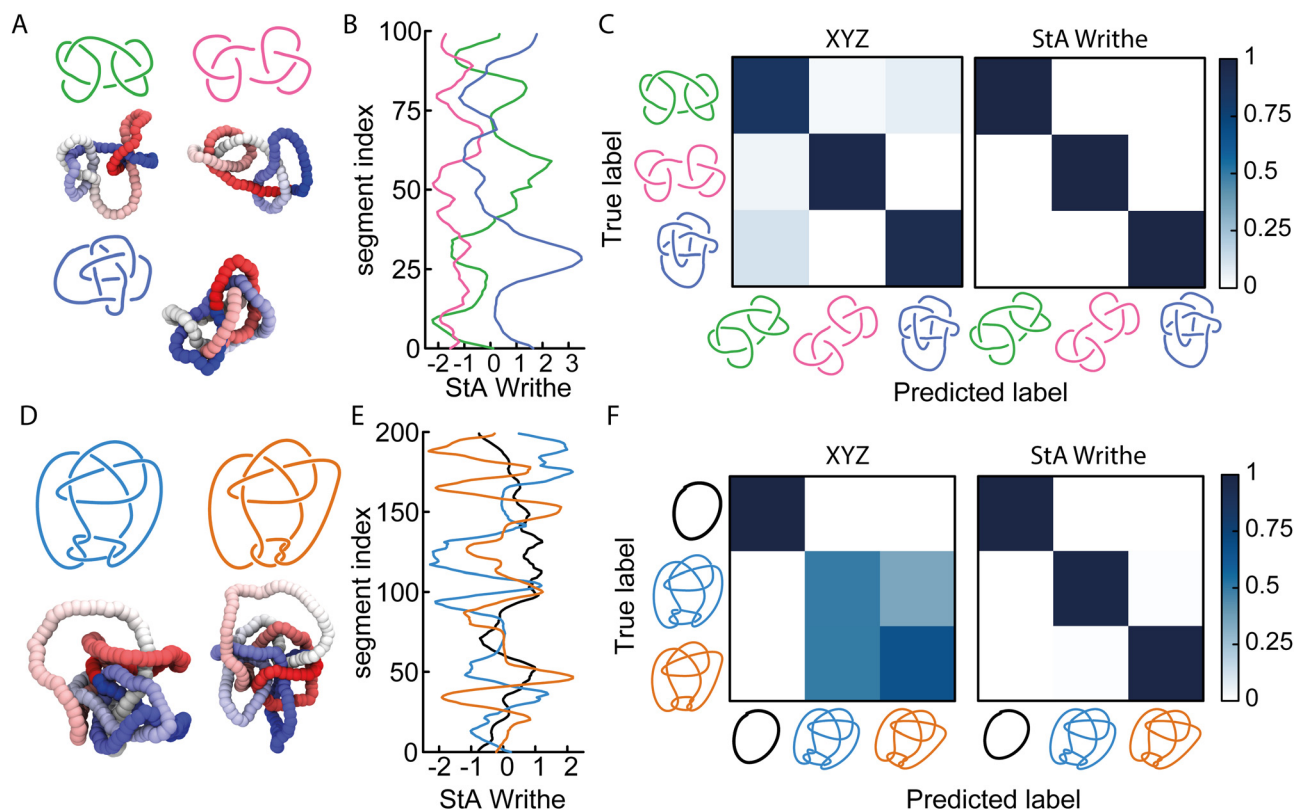 A
B
C
XYZ
StA Writhe
100
75
50
25
0
segment index
-2 -1 0 1 2 3
StA Writhe
True label
1
0.75
0.5
0.25
0
Predicted label
D
E
F
XYZ
StA Writhe
200
150
100
50
0
segment index
-2 -1 0 1 2
StA Writhe
True label
1
0.75
0.5
0.25
0
Predicted label